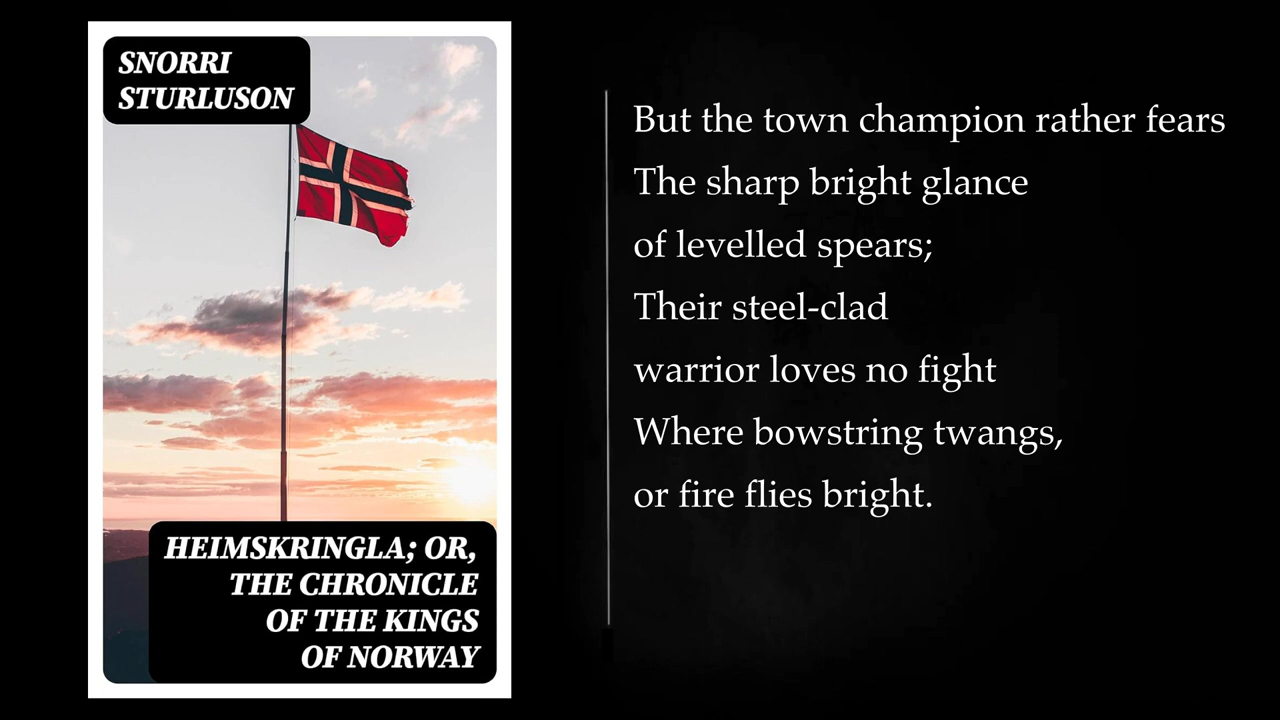 SNORRI
STURLUSON
HEIMSKRINGLA; OR,
THE CHRONICLE
OF THE KINGS
OF NORWAY
But the town champion rather fears
The sharp bright glance
of levelled spears;
Their steel-clad
warrior loves no fight
Where bowstring twangs,
or fire flies bright.